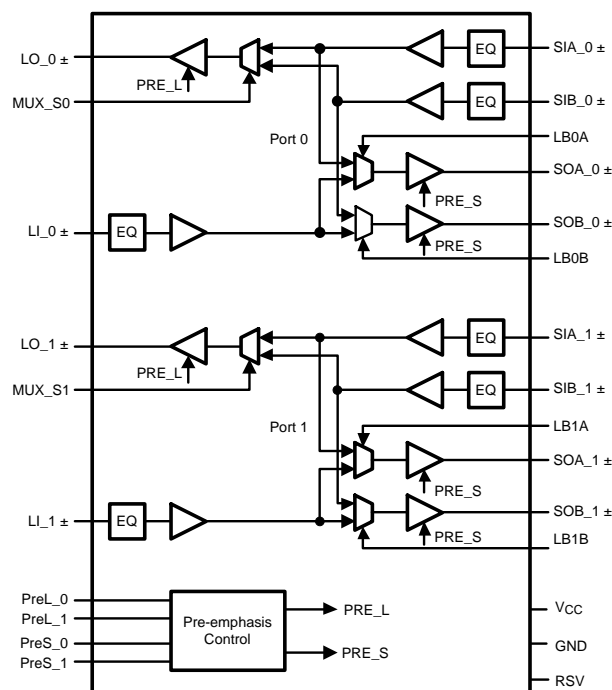 LO_0 ±
MUX_S0
PRE_L
EQ
SIA_0 ±
EQ
SIB_0 ±
Port 0
LB0A
SOA_0 ±
PRE_S
SOB_0 ±
PRE_S
LB0B
LI_0 ±
EQ
LO_1 ±
MUX_S1
PRE_L
EQ
SIA_1 ±
EQ
SIB_1 ±
Port 1
LB1A
SOA_1 ±
PRE_S
SOB_1 ±
PRE_S
LB1B
LI_1 ±
EQ
PreL_0
PreL_1
PreS_0
PreS_1
Pre-emphasis
Control
PRE_L
PRE_S
VCC
GND
RSV